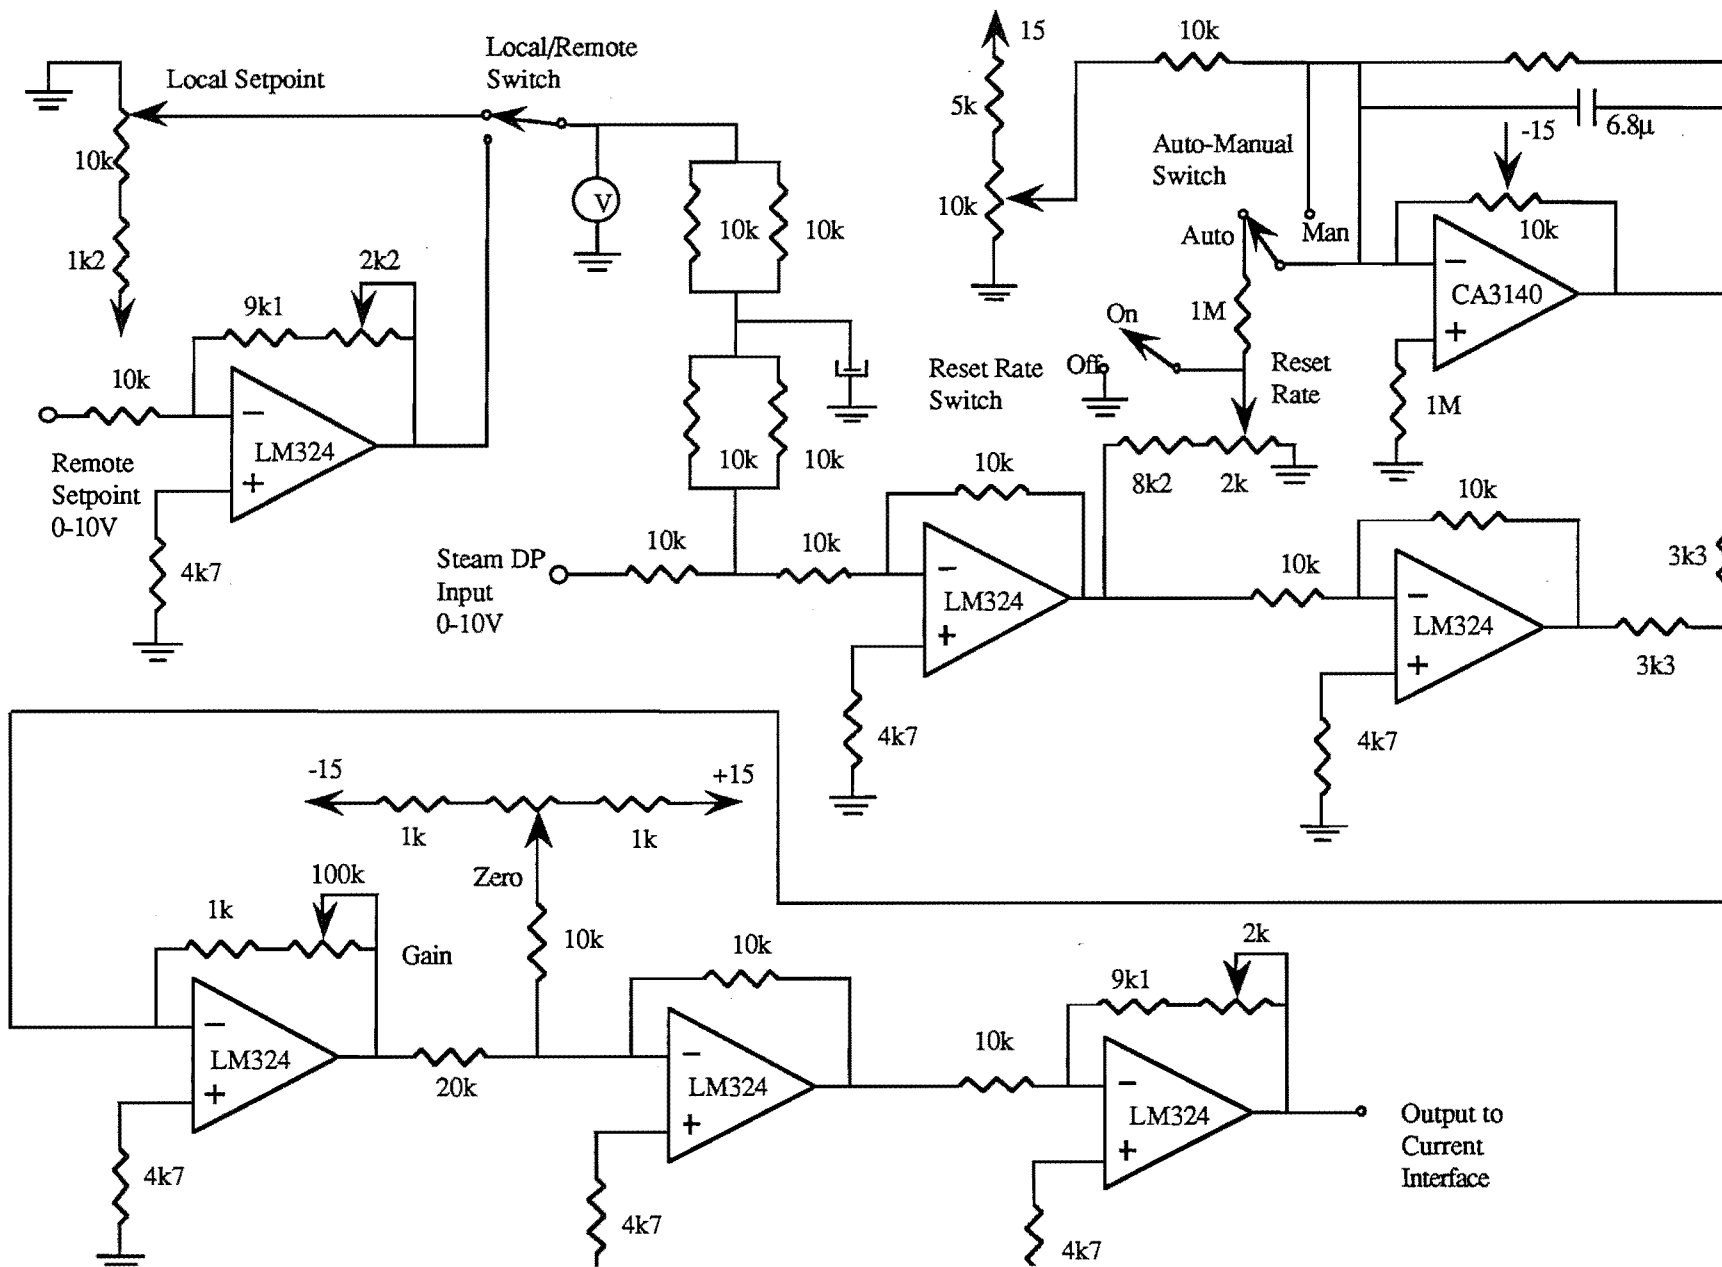 Local/Remote
Switch
Local Setpoint
10k
1k2
2k2
9k1
10k
LM324
Remote
Setpoint
0-10V
4k7
V
10k
10k
10k
10k
Steam DP
Input
0-10V
10k
10k
10k
LM324
4k7
15
5k
10k
10k
Auto-Manual
Switch
Auto
Man
6.8µ
-15
10k
CA3140
1M
1M
On
Off
Reset Rate
Switch
Reset
Rate
8k2
2k
10k
10k
LM324
4k7
3k3
3k3
-15
+15
1k
1k
Zero
100k
1k
Gain
10k
LM324
20k
4k7
10k
LM324
4k7
10k
9k1
2k
LM324
4k7
Output to
Current
Interface